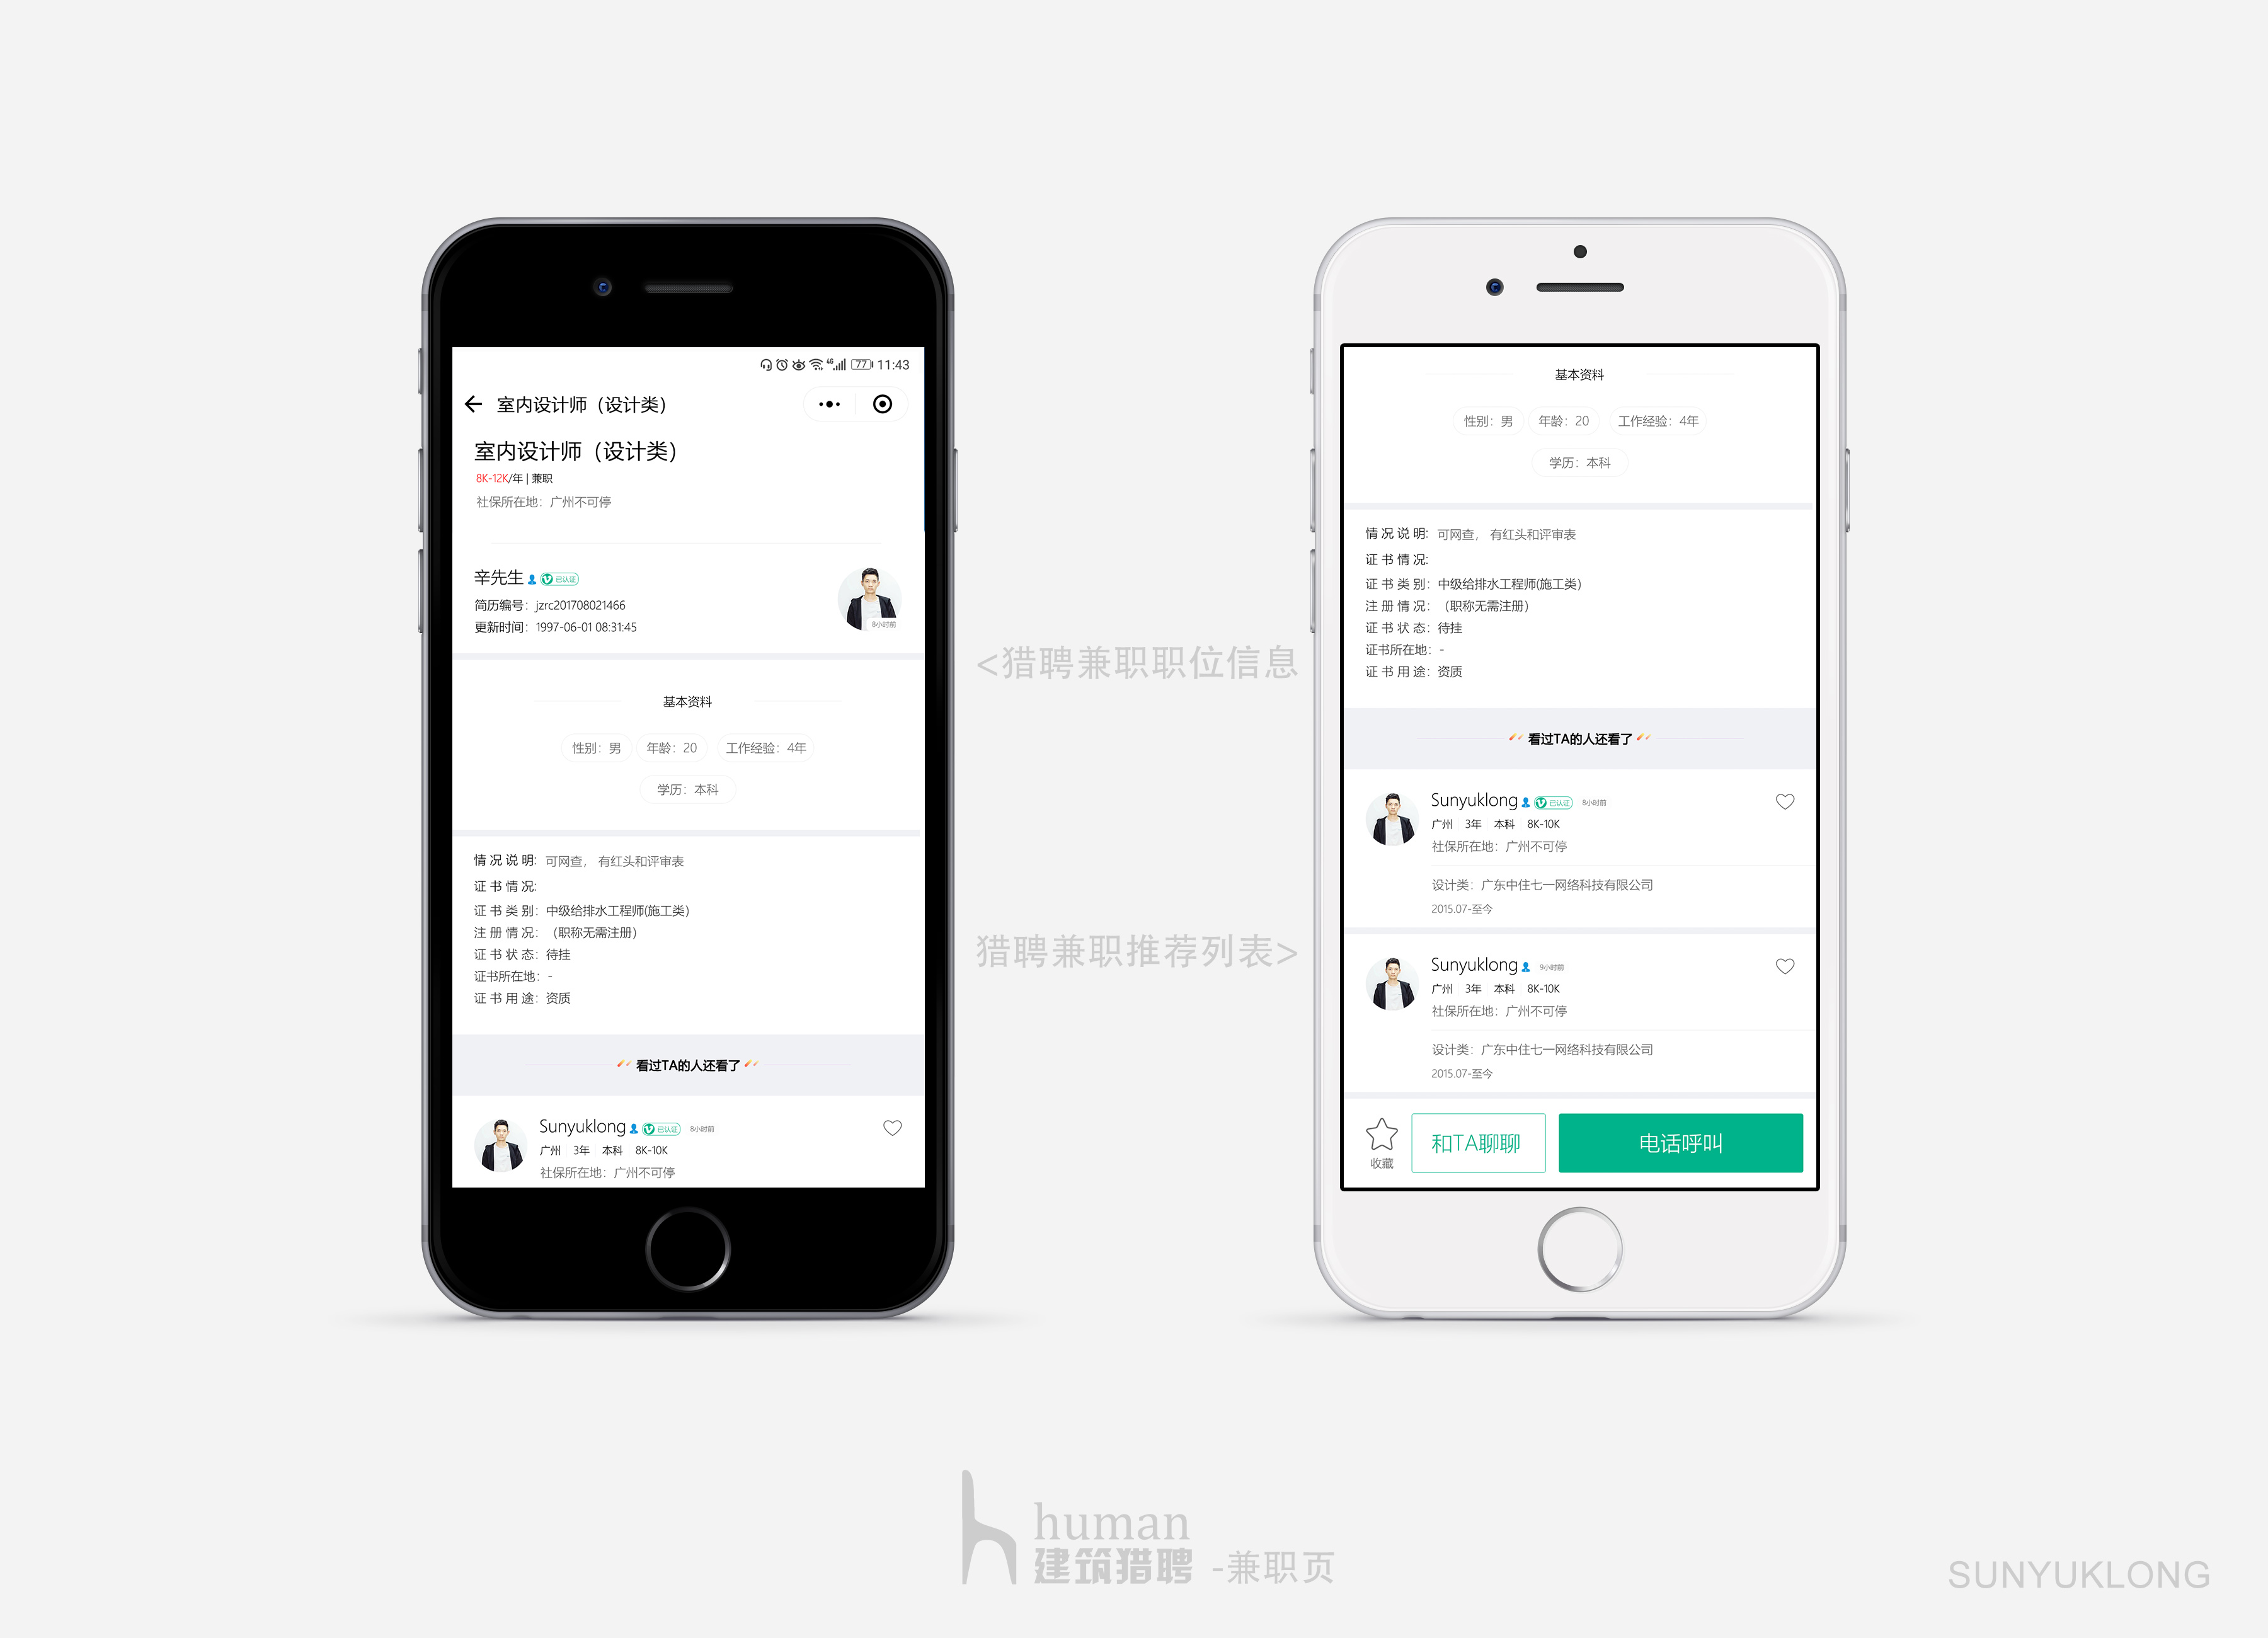 77 11:43
室内设计师（设计类）
室内设计师（设计类）
8K-12K/年 | 兼职
社保所在地：广州不可停
辛先生 已认证
简历编号：jzrc201708021466
更新时间：1997-06-01 08:31:45
8小时前
基本资料
性别：男 年龄：20 工作经验：4年
学历：本科
情 况 说 明: 可网查， 有红头和评审表
证 书 情 况:
证 书 类 别：中级给排水工程师(施工类)
注 册 情 况：（职称无需注册）
证 书 状 态：待挂
证书所在地：-
证 书 用 途：资质
看过TA的人还看了
Sunyuklong 已认证 8小时前
广州 3年 本科 8K-10K
社保所在地：广州不可停
<猎聘兼职职位信息
猎聘兼职推荐列表>
基本资料
性别：男 年龄：20 工作经验：4年
学历：本科
情 况 说 明: 可网查， 有红头和评审表
证 书 情 况:
证 书 类 别：中级给排水工程师(施工类)
注 册 情 况：（职称无需注册）
证 书 状 态：待挂
证书所在地：-
证 书 用 途：资质
看过TA的人还看了
Sunyuklong 已认证 8小时前
广州 3年 本科 8K-10K
社保所在地：广州不可停
设计类：广东中住七一网络科技有限公司
2015.07-至今
Sunyuklong 9小时前
广州 3年 本科 8K-10K
社保所在地：广州不可停
设计类：广东中住七一网络科技有限公司
2015.07-至今
收藏
和TA聊聊
电话呼叫
human
建筑猎聘 -兼职页
SUNYUKLONG